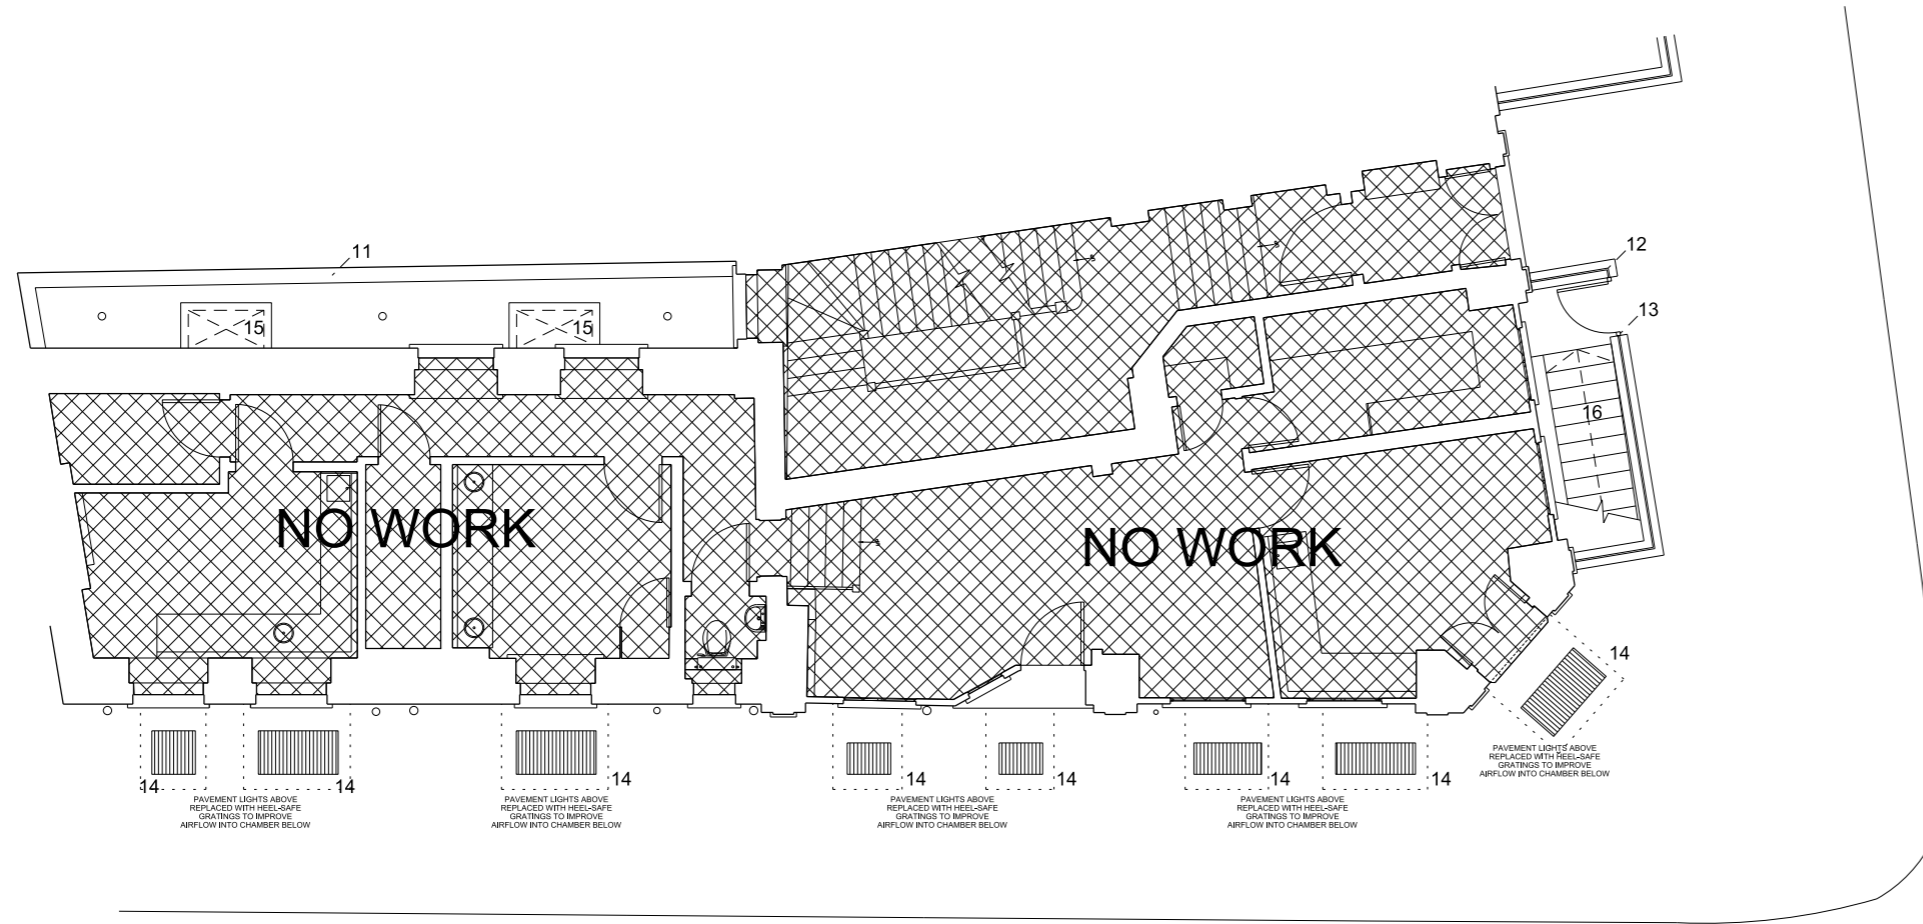 11
12
13
15
15
16
NO WORK
NO WORK
14
14
14
14
14
14
14
14
PAVEMENT LIGHTS ABOVE
REPLACED WITH HEEL-SAFE
GRATINGS TO IMPROVE
AIRFLOW INTO CHAMBER BELOW
PAVEMENT LIGHTS ABOVE
REPLACED WITH HEEL-SAFE
GRATINGS TO IMPROVE
AIRFLOW INTO CHAMBER BELOW
PAVEMENT LIGHTS ABOVE
REPLACED WITH HEEL-SAFE
GRATINGS TO IMPROVE
AIRFLOW INTO CHAMBER BELOW
PAVEMENT LIGHTS ABOVE
REPLACED WITH HEEL-SAFE
GRATINGS TO IMPROVE
AIRFLOW INTO CHAMBER BELOW
PAVEMENT LIGHTS ABOVE
REPLACED WITH HEEL-SAFE
GRATINGS TO IMPROVE
AIRFLOW INTO CHAMBER BELOW